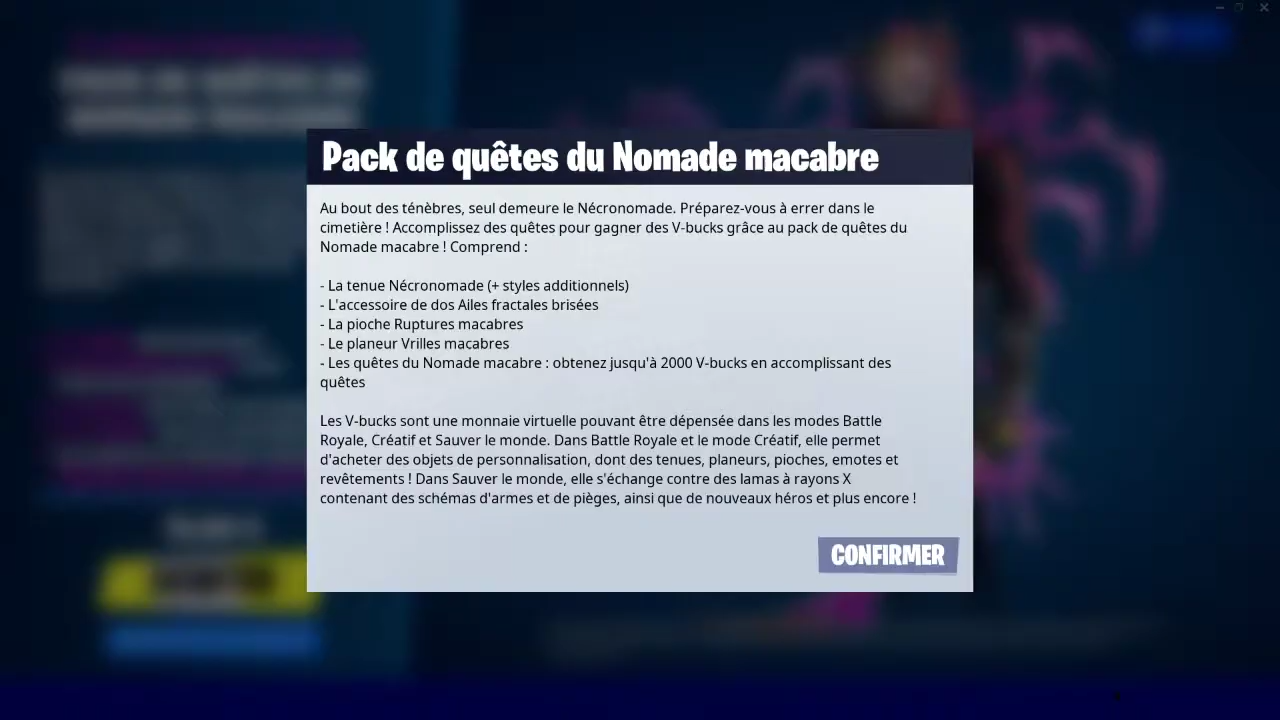 Pack de quêtes du Nomade macabre
Au bout des ténèbres, seul demeure le Nécronomade. Préparez-vous à errer dans le
cimetière ! Accomplissez des quêtes pour gagner des V-bucks grâce au pack de quêtes du
Nomade macabre ! Comprend :
- La tenue Nécronomade (+ styles additionnels)
- L'accessoire de dos Ailes fractales brisées
- La pioche Ruptures macabres
- Le planeur Vrilles macabres
- Les quêtes du Nomade macabre : obtenez jusqu'à 2000 V-bucks en accomplissant des
quêtes
Les V-bucks sont une monnaie virtuelle pouvant être dépensée dans les modes Battle
Royale, Créatif et Sauver le monde. Dans Battle Royale et le mode Créatif, elle permet
d'acheter des objets de personnalisation, dont des tenues, planeurs, pioches, emotes et
revêtements ! Dans Sauver le monde, elle s'échange contre des lamas à rayons X
contenant des schémas d'armes et de pièges, ainsi que de nouveaux héros et plus encore !
CONFIRMER